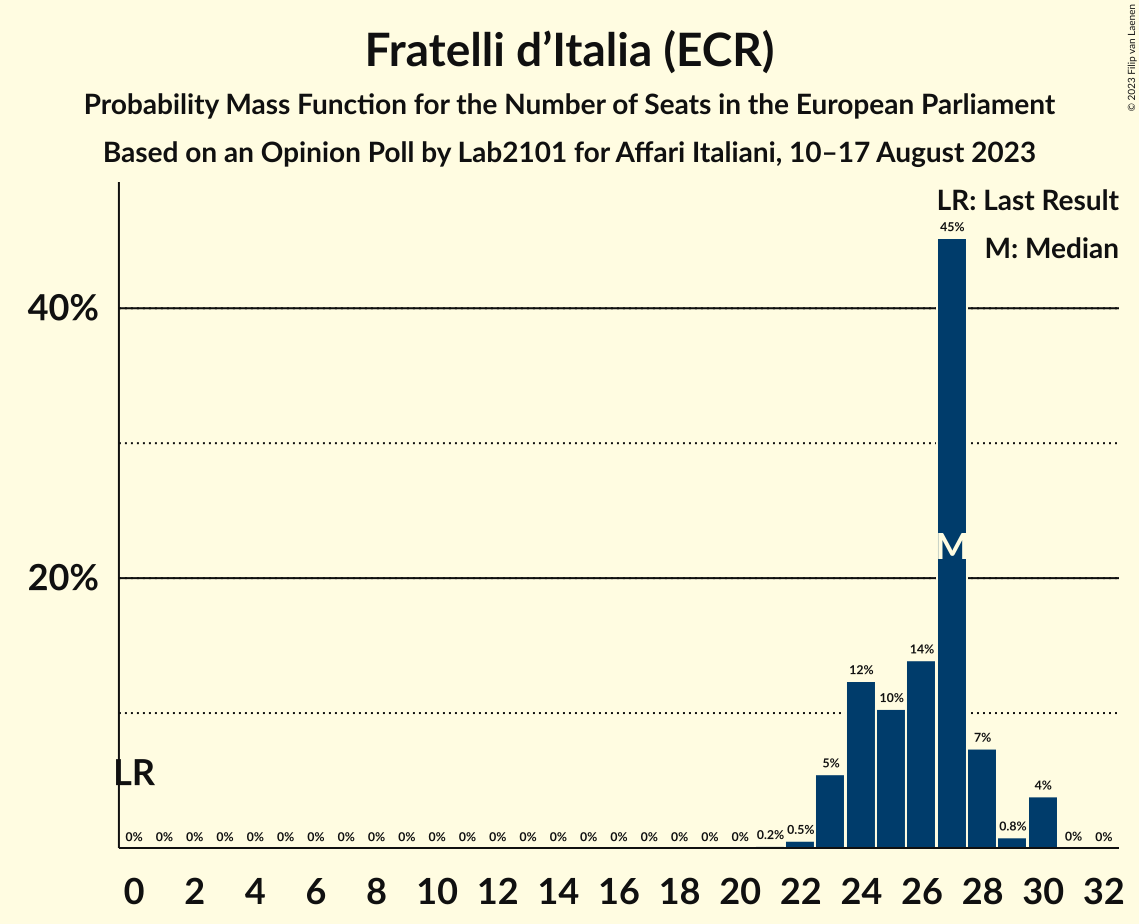 Fratelli d’Italia (ECR)
Probability Mass Function for the Number of Seats in the European Parliament
Based on an Opinion Poll by Lab2101 for Affari Italiani, 10–17 August 2023
© 2023 Filip van Laenen
LR: Last Result
M: Median
45%
40%
M
20%
14%
12%
10%
7%
5%
4%
LR
0% 0% 0% 0% 0% 0% 0% 0% 0% 0% 0% 0% 0% 0% 0% 0% 0% 0% 0% 0% 0% 0.2% 0.5% 0.8% 0% 0%
0 2 4 6 8 10 12 14 16 18 20 22 24 26 28 30 32